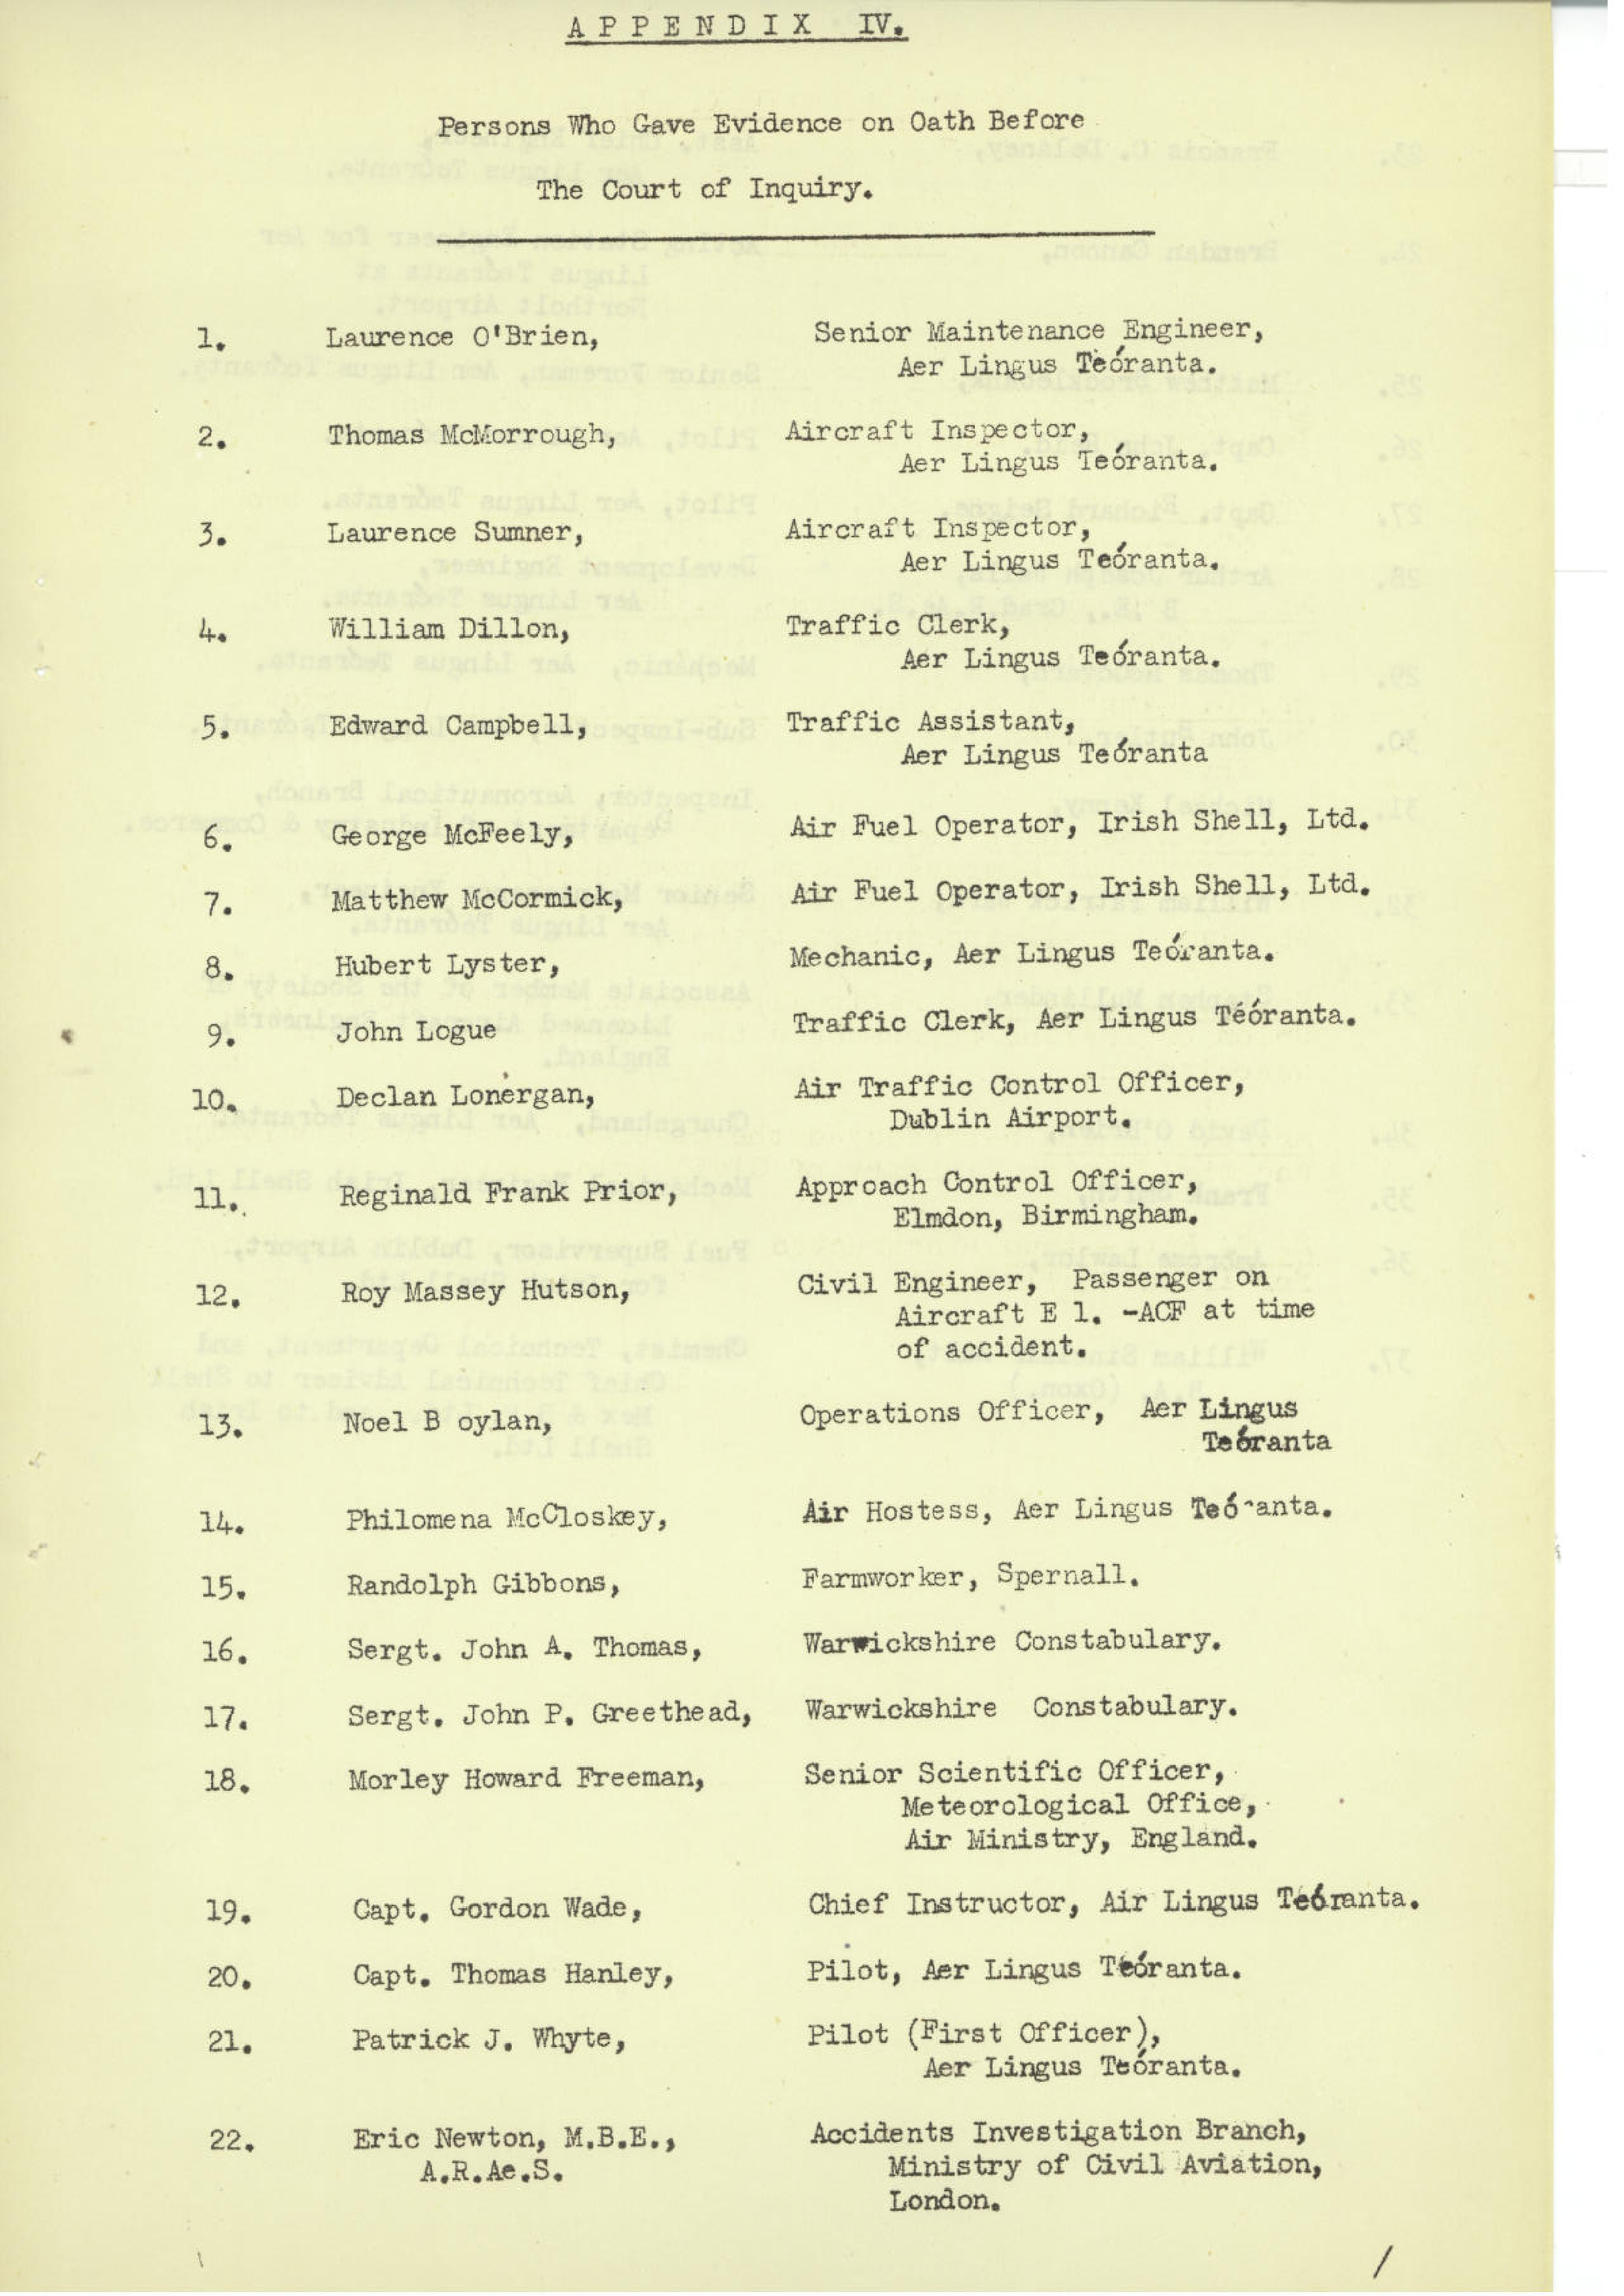 APPENDIX IV.
Persons Who Gave Evidence on Oath Before
The Court of Inquiry.
1. Laurence O'Brien, Senior Maintenance Engineer,
Aer Lingus Teóranta.
2. Thomas McMorrough, Aircraft Inspector,
Aer Lingus Teóranta.
3. Laurence Sumner, Aircraft Inspector,
Aer Lingus Teóranta.
4. William Dillon, Traffic Clerk,
Aer Lingus Teóranta.
5. Edward Campbell, Traffic Assistant,
Aer Lingus Teóranta
6. George McFeely, Air Fuel Operator, Irish Shell, Ltd.
7. Matthew McCormick, Air Fuel Operator, Irish Shell, Ltd.
8. Hubert Lyster, Mechanic, Aer Lingus Teóranta.
9. John Logue Traffic Clerk, Aer Lingus Teóranta.
10. Declan Lonergan, Air Traffic Control Officer,
Dublin Airport.
11. Reginald Frank Prior, Approach Control Officer,
Elmdon, Birmingham.
12. Roy Massey Hutson, Civil Engineer, Passenger on
Aircraft E l. -ACF at time
of accident.
13. Noel B oylan, Operations Officer, Aer Lingus
Teóranta
14. Philomena McCloskey, Air Hostess, Aer Lingus Teóranta.
15. Randolph Gibbons, Farmworker, Spernall.
16. Sergt. John A. Thomas, Warwickshire Constabulary.
17. Sergt. John P. Greethead, Warwickshire Constabulary.
18. Morley Howard Freeman, Senior Scientific Officer,
Meteorological Office,
Air Ministry, England.
19. Capt. Gordon Wade, Chief Instructor, Air Lingus Teóranta.
20. Capt. Thomas Hanley, Pilot, Aer Lingus Teóranta.
21. Patrick J. Whyte, Pilot (First Officer),
Aer Lingus Teóranta.
22. Eric Newton, M.B.E., Accidents Investigation Branch,
A.R.Ae.S. Ministry of Civil Aviation,
London.
/